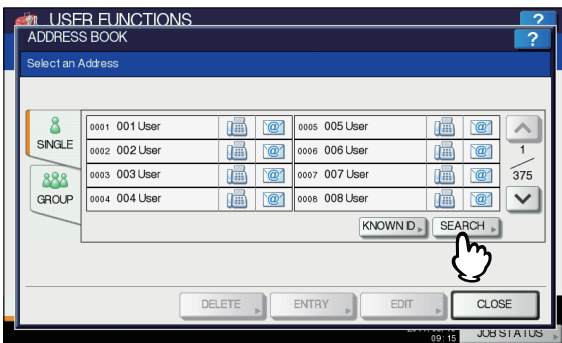 USER FUNCTIONS ?
ADDRESS BOOK ?
Select an Address
SINGLE
GROUP
0001 001 User @ 0005 005 User @
0002 002 User @ 0006 006 User @
0003 003 User @ 0007 007 User @
0004 004 User @ 0008 008 User @
1
375
KNOWN ID SEARCH
DELETE ENTRY EDIT CLOSE
09:15 JOB STATUS